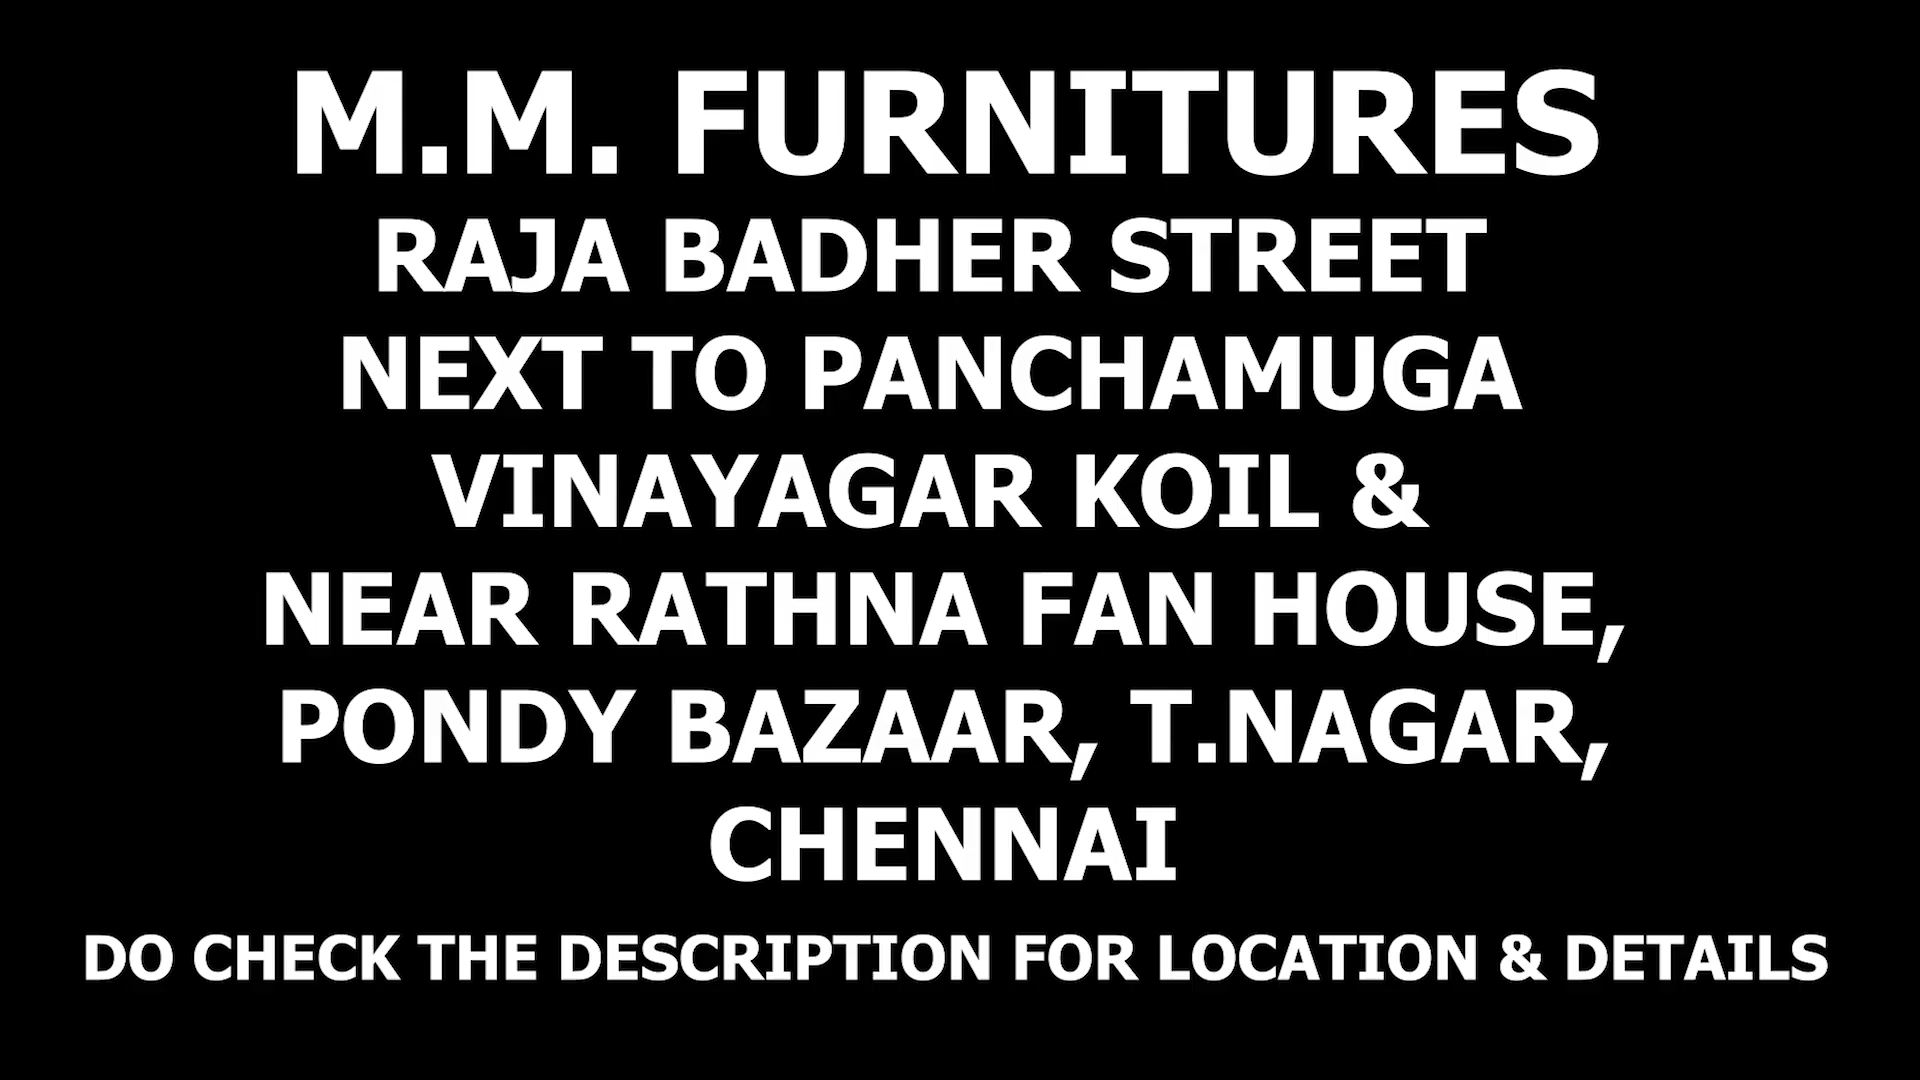 M.M. FURNITURES
RAJA BADHER STREET
NEXT TO PANCHAMUGA
VINAYAGAR KOIL &
NEAR RATHNA FAN HOUSE,
PONDY BAZAAR, T.NAGAR,
CHENNAI
DO CHECK THE DESCRIPTION FOR LOCATION & DETAILS